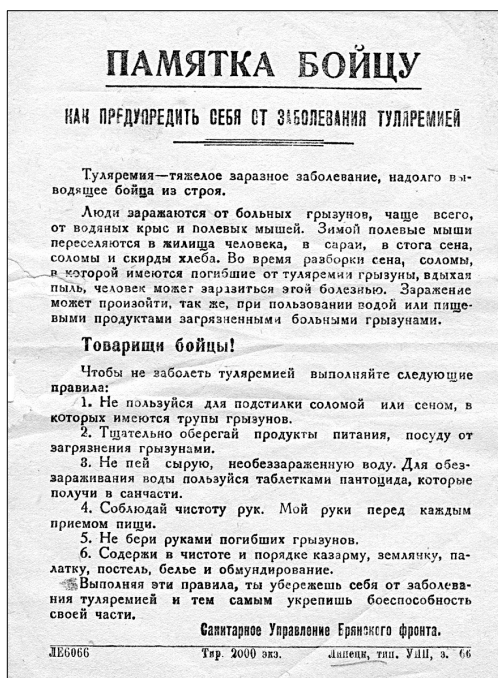 ПАМЯТКА БОЙЦУ
КАК ПРЕДУПРЕДИТЬ СЕБЯ ОТ ЗАБОЛЕВАНИЯ ТУЛЯРЕМИЕЙ
Туляремия—тяжелое заразное заболевание, надолго вы-
водящее бойца из строя.
Люди заражаются от больных грызунов, чаще всего,
от водяных крыс и полевых мышей. Зимой полевые мыши
переселяются в жилища человека, в сараи, в стога сена,
соломы и скирды хлеба. Во время разборки сена, соломы,
в которой имеются погибшие от туляремии грызуны, вдыхая
пыль, человек может заразиться этой болезнью. Заражение
может произойти, так же, при пользовании водой или пище-
выми продуктами загрязненными больными грызунами.
Товарищи бойцы!
Чтобы не заболеть туляремией выполняйте следующие
правила:
1. Не пользуйся для подстилки соломой или сеном, в
которых имеются трупы грызунов.
2. Тщательно оберегай продукты питания, посуду от
загрязнения грызунами.
3. Не пей сырую, необеззараженную воду. Для обез-
зараживания воды пользуйся таблетками пантоцида, которые
получи в санчасти.
4. Соблюдай чистоту рук. Мой руки перед каждым
приемом пищи.
5. Не бери руками погибших грызунов.
6. Содержи в чистоте и порядке казарму, землянку, па-
латку, постель, белье и обмундирование.
Выполняя эти правила, ты убережешь себя от заболева-
ния туляремией и тем самым укрепишь боеспособность
своей части.
Санитарное Управление Брянского фронта.
ЛЕ6066 Тир. 2000 экз. Липецк, тип. УПП, з. 66